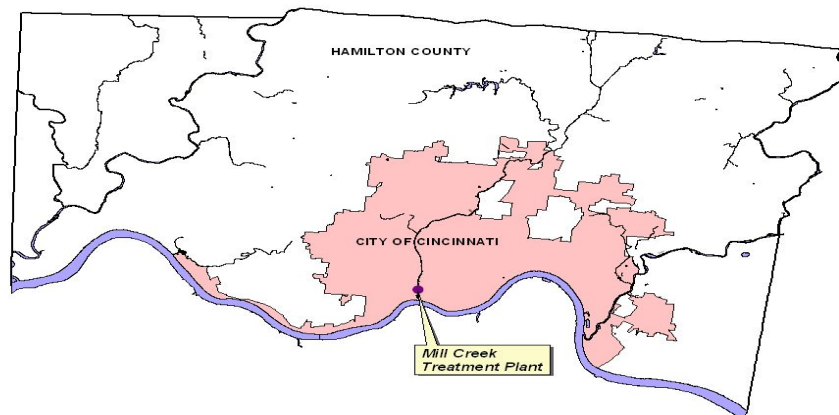 HAMILTON COUNTY
CITY OF CINCINNATI
Mill Creek
Treatment Plant